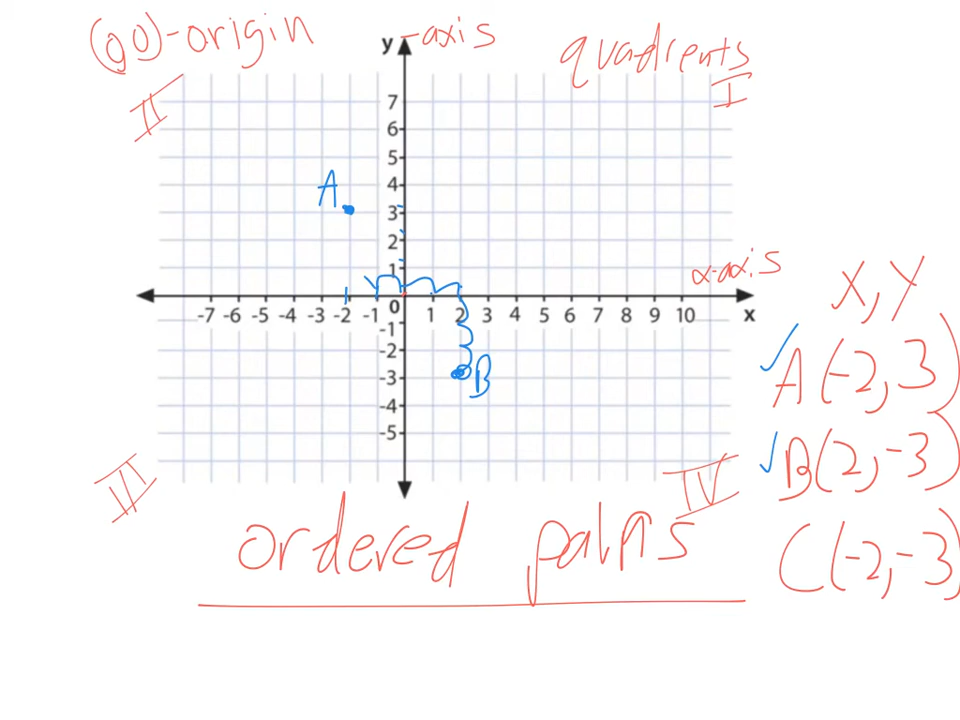 (0,0)-origin
y -axis
quadrents
I
II
7
6
5
4
3
2
1
A
x-axis
-7 -6 -5 -4 -3 -2 -1 0 1 2 3 4 5 6 7 8 9 10 x
-1
-2
-3
-4
-5
B
X, Y
A(-2, 3)
B(2, -3)
C(-2, -3)
III
IV
ordered pairs